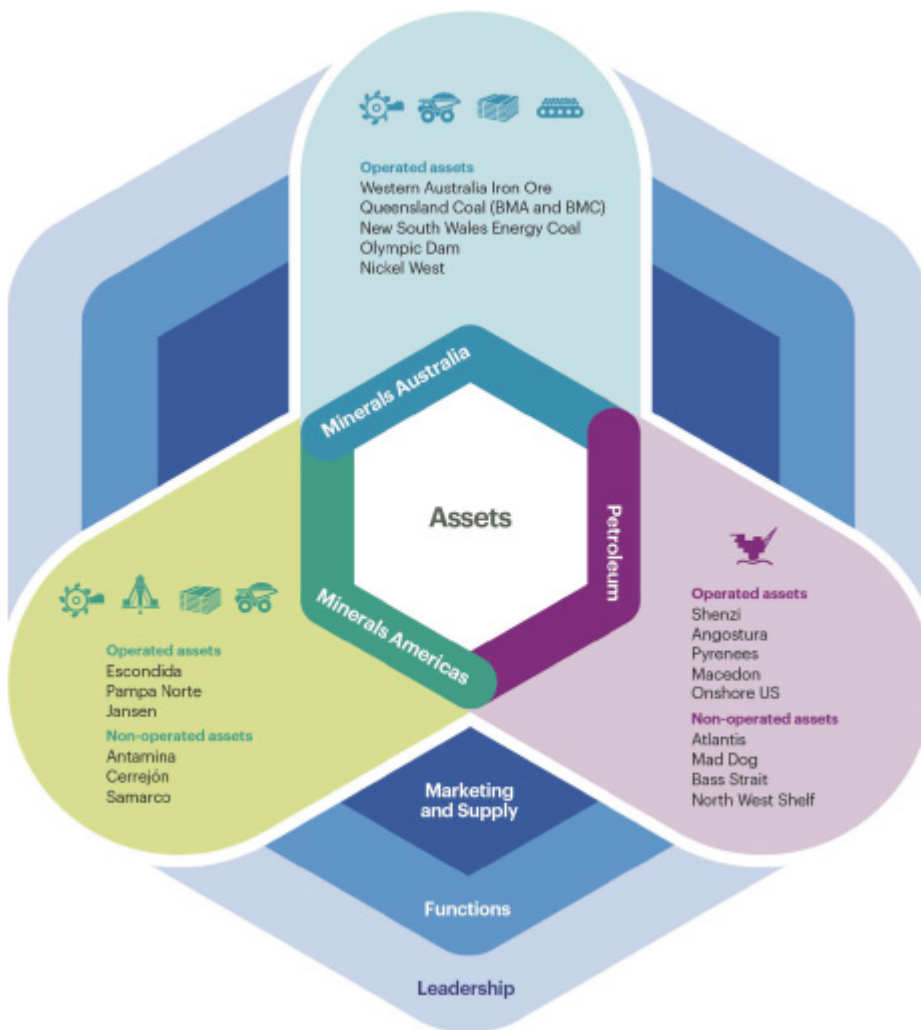 Operated assets
Western Australia Iron Ore
Queensland Coal (BMA and BMC)
New South Wales Energy Coal
Olympic Dam
Nickel West
Minerals Australia
Assets
Petroleum
Minerals Americas
Operated assets
Escondida
Pampa Norte
Jansen
Non-operated assets
Antamina
Cerrejón
Samarco
Operated assets
Shenzi
Angostura
Pyrenees
Macedon
Onshore US
Non-operated assets
Atlantis
Mad Dog
Bass Strait
North West Shelf
Marketing
and Supply
Functions
Leadership